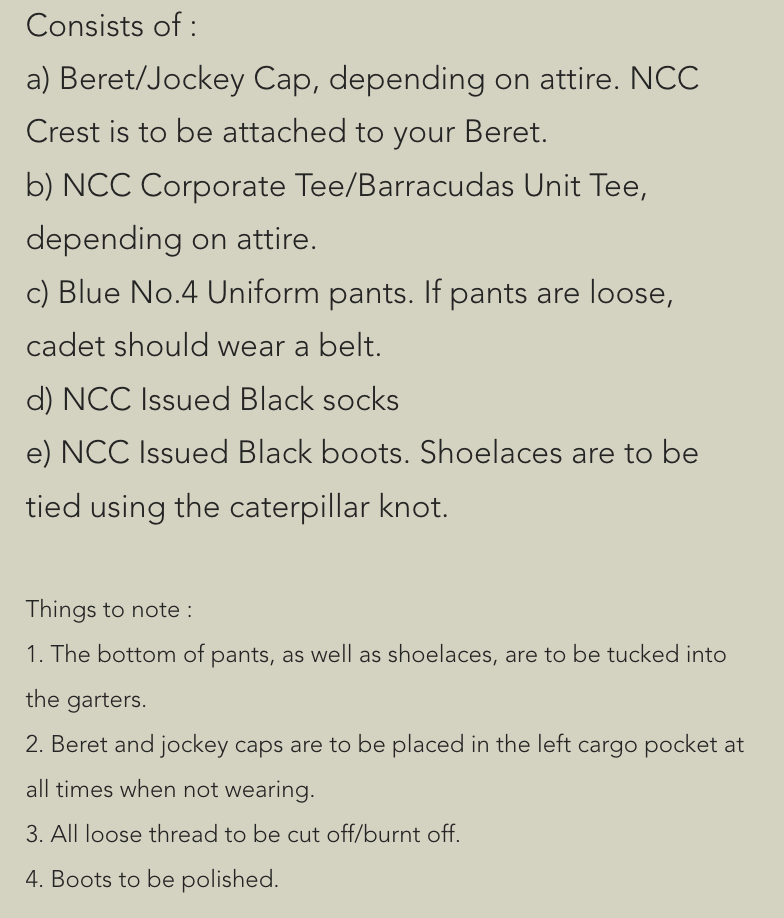 Consists of :
a) Beret/Jockey Cap, depending on attire. NCC
Crest is to be attached to your Beret.
b) NCC Corporate Tee/Barracudas Unit Tee,
depending on attire.
c) Blue No.4 Uniform pants. If pants are loose,
cadet should wear a belt.
d) NCC Issued Black socks
e) NCC Issued Black boots. Shoelaces are to be
tied using the caterpillar knot.
Things to note :
1. The bottom of pants, as well as shoelaces, are to be tucked into
the garters.
2. Beret and jockey caps are to be placed in the left cargo pocket at
all times when not wearing.
3. All loose thread to be cut off/burnt off.
4. Boots to be polished.